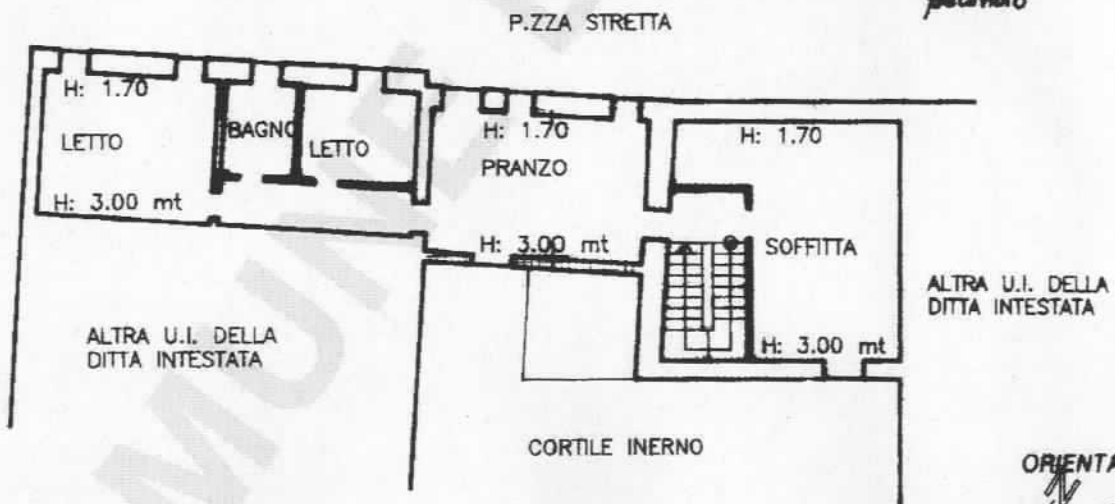 P.ZZA STRETTA
H: 1.70
LETTO
H: 3.00 mt
BAGNO
LETTO
H: 1.70
PRANZO
H: 3.00 mt
H: 1.70
SOFFITTA
H: 3.00 mt
ALTRA U.I. DELLA
DITTA INTESTATA
ALTRA U.I. DELLA
DITTA INTESTATA
CORTILE INERNO
ORIENTA
N
MUNE